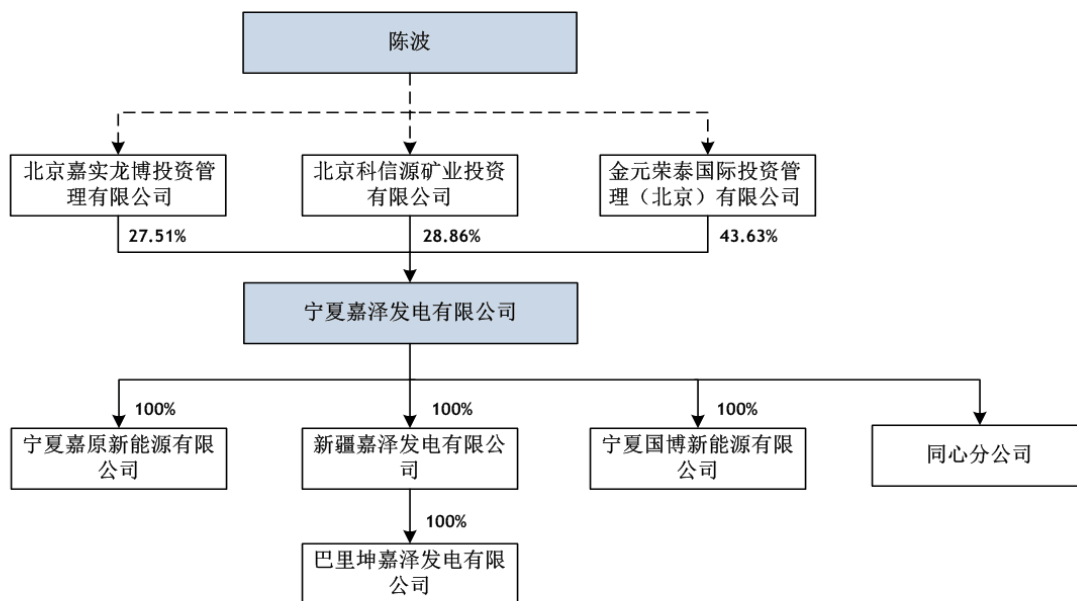 陈波
北京嘉实龙博投资管
理有限公司
北京科信源矿业投资
有限公司
金元荣泰国际投资管
理（北京）有限公司
27.51%
28.86%
43.63%
宁夏嘉泽发电有限公司
100%
100%
100%
宁夏嘉原新能源有限
公司
新疆嘉泽发电有限公
司
宁夏国博新能源有限
公司
同心分公司
100%
巴里坤嘉泽发电有限
公司